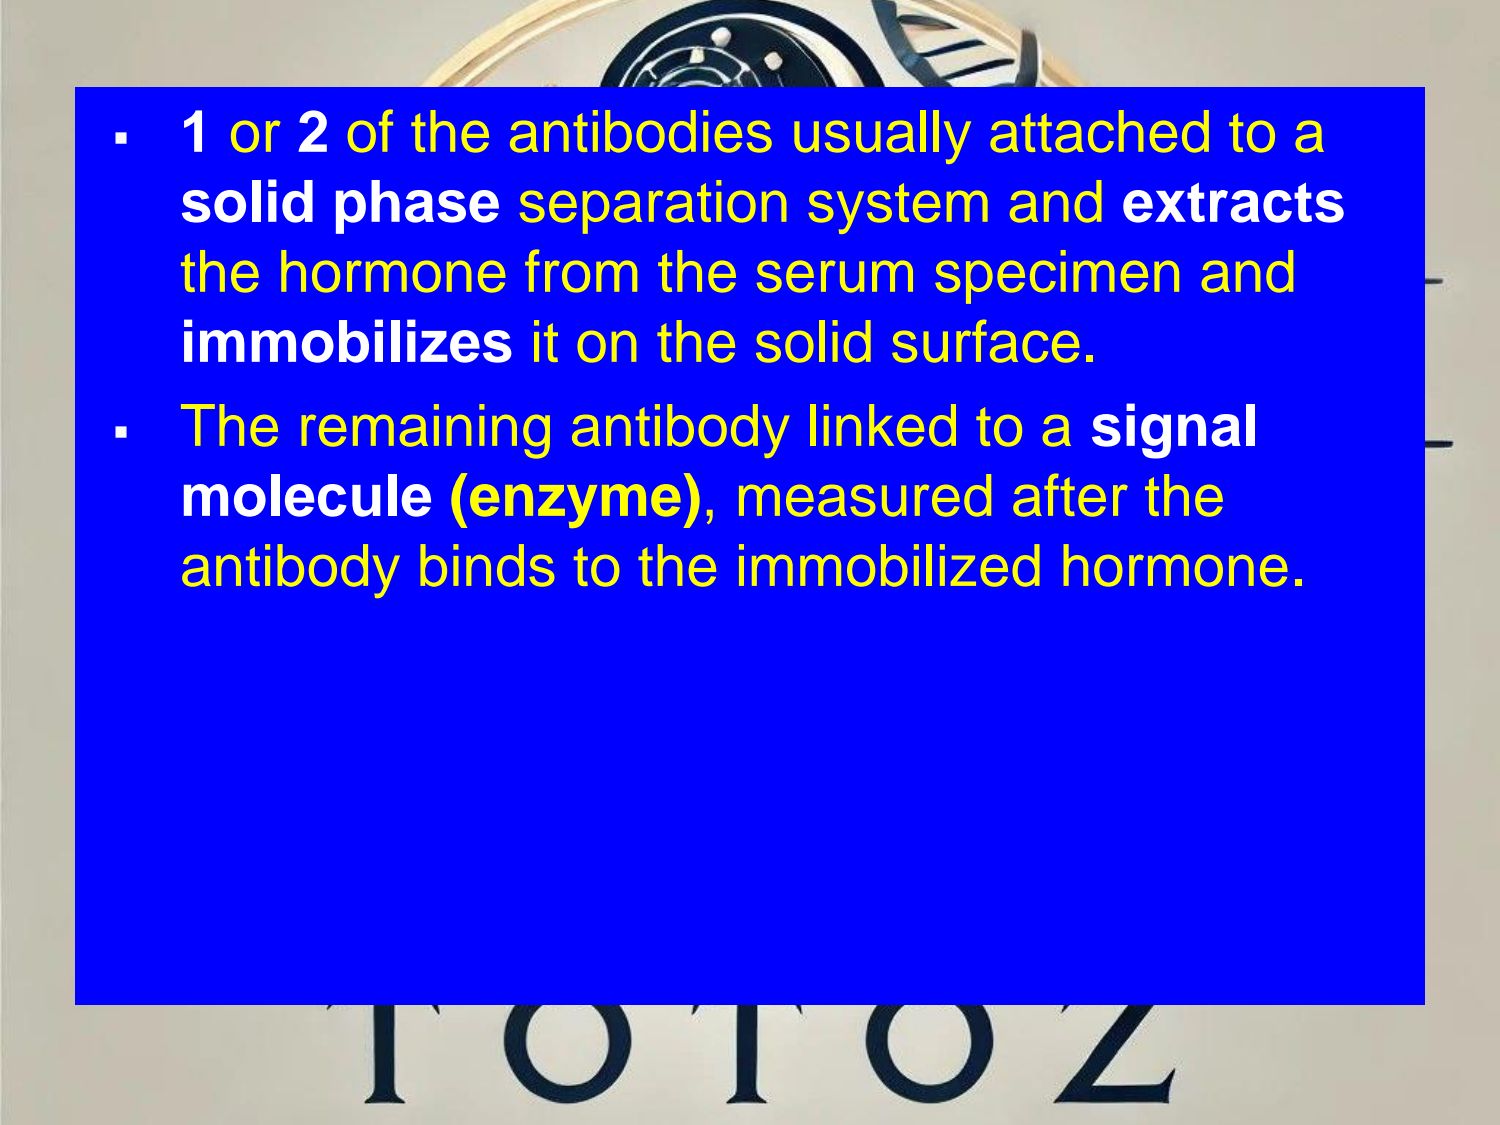 ▪ 1 or 2 of the antibodies usually attached to a
solid phase separation system and extracts
the hormone from the serum specimen and
immobilizes it on the solid surface.
▪ The remaining antibody linked to a signal
molecule (enzyme), measured after the
antibody binds to the immobilized hormone.
TOTOZ